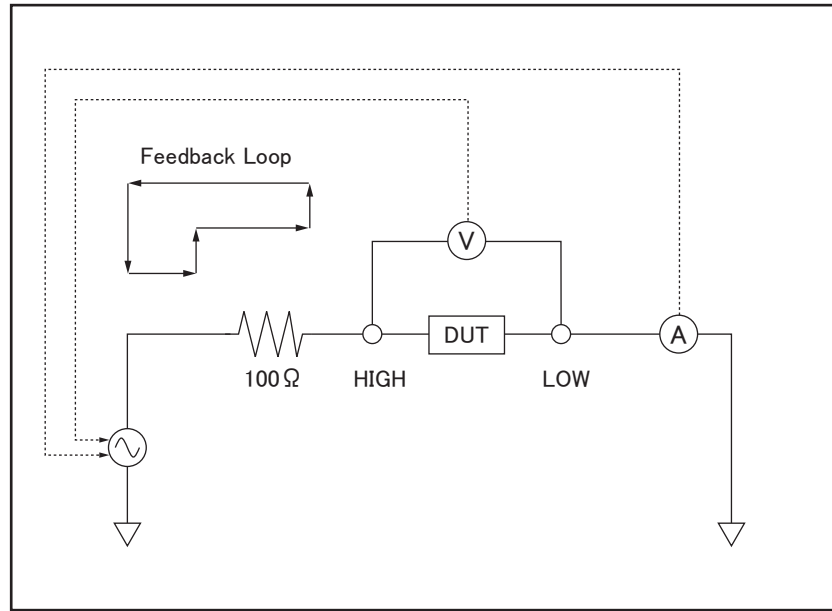 Feedback Loop
V
DUT
A
100Ω
HIGH
LOW